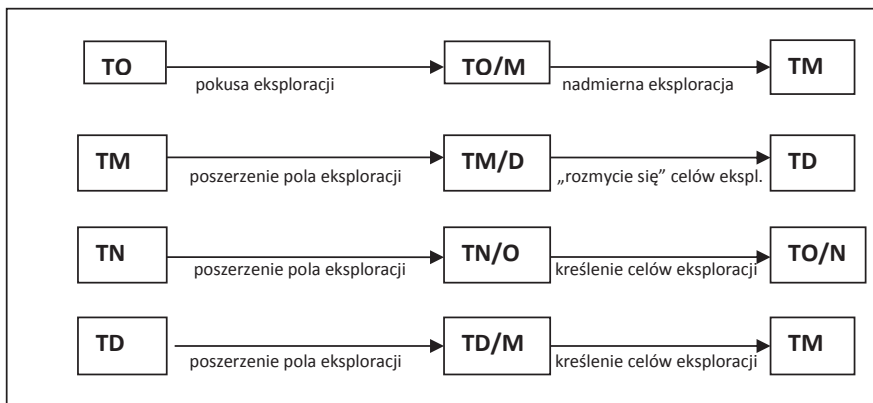 TO TO/M TM
pokusa eksploracji nadmierna eksploracja
TM TM/D TD
poszerzenie pola eksploracji „rozmycie się” celów ekspl.
TN TN/O TO/N
poszerzenie pola eksploracji kreślenie celów eksploracji
TD TD/M TM
poszerzenie pola eksploracji kreślenie celów eksploracji